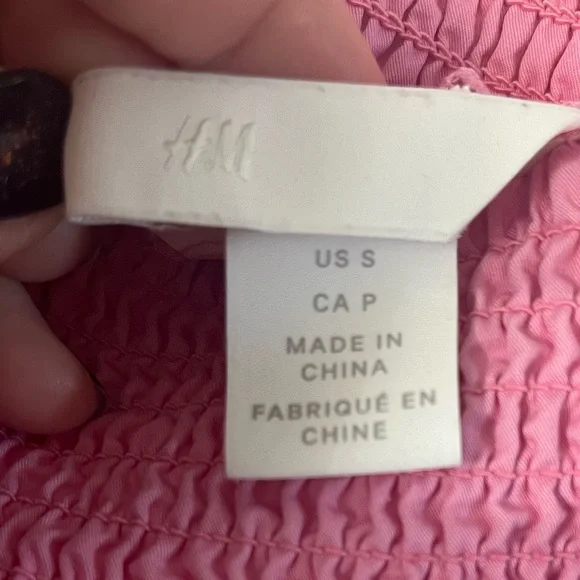 H&M
US S
CA P
MADE IN
CHINA
FABRIQUÉ EN
CHINE